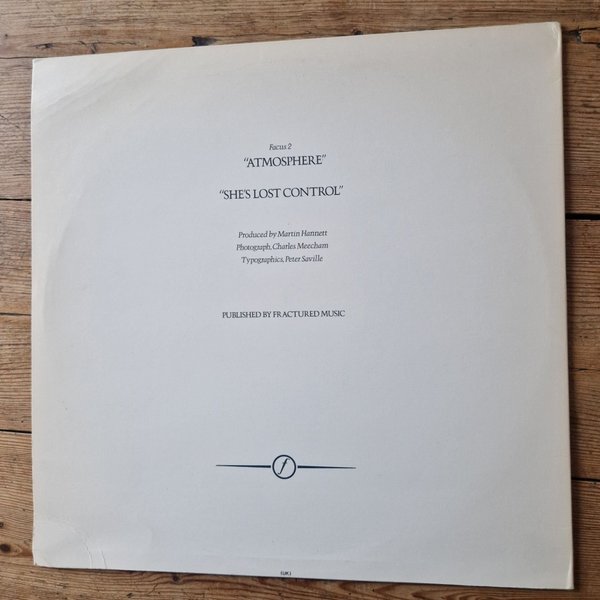 Facus 2
“ATMOSPHERE”
“SHE'S LOST CONTROL”
Produced by Martin Hannett
Photograph, Charles Meecham
Typographics, Peter Saville
PUBLISHED BY FRACTURED MUSIC
f